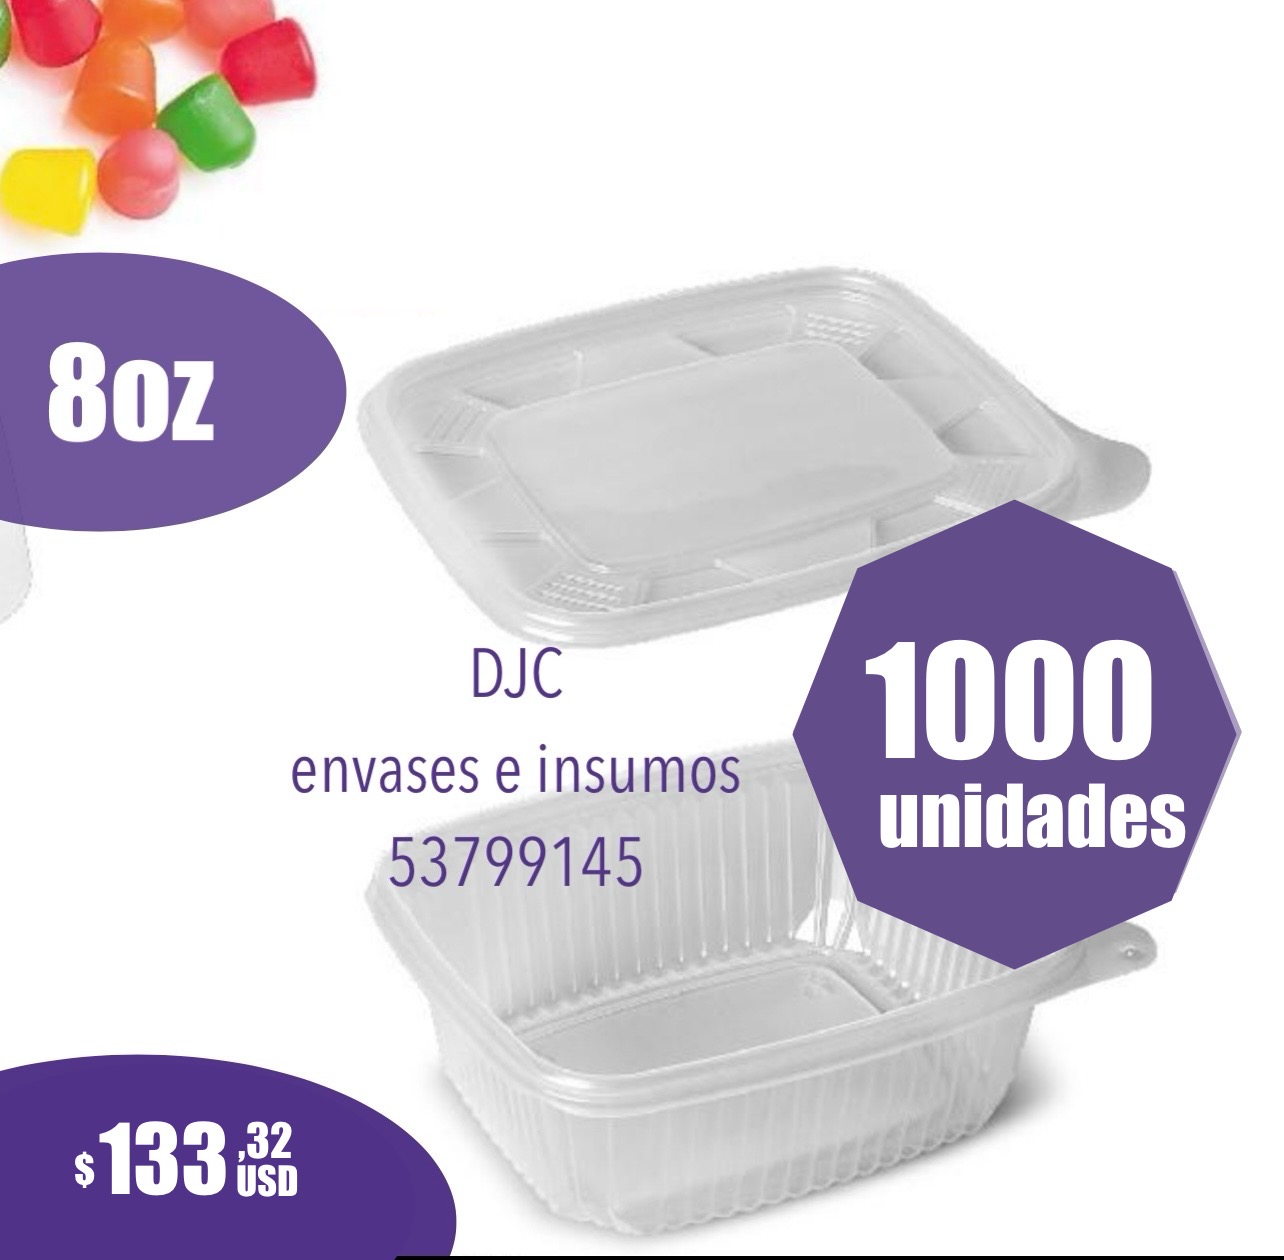 8oz
DJC
envases e insumos
53799145
1000
unidades
$133,32
USD